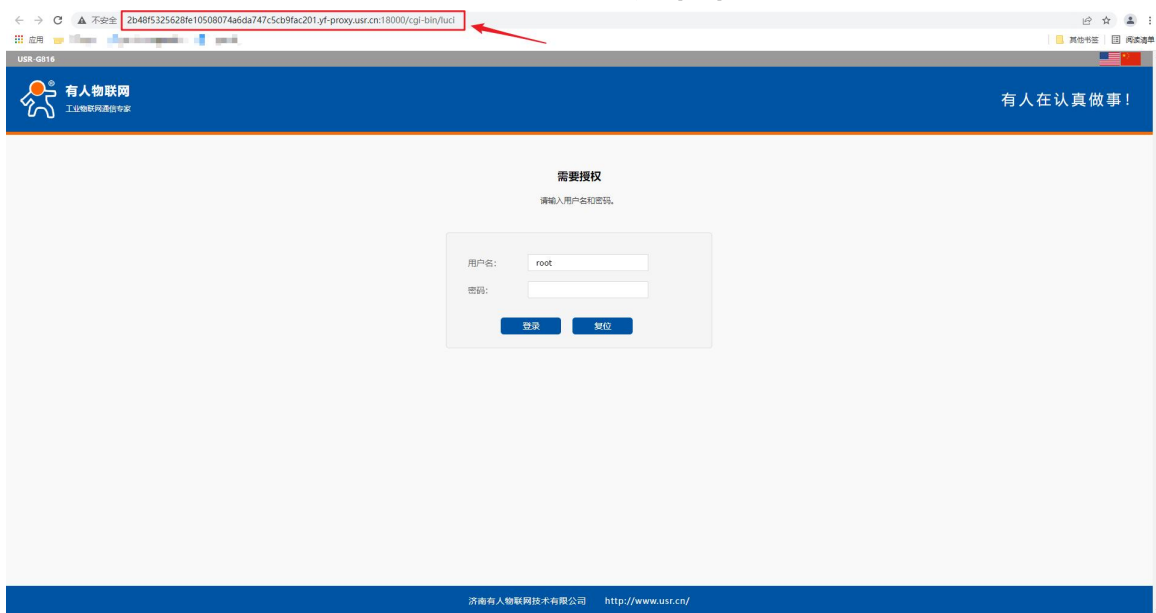 不安全 2b48f5325628fe10508074a6da747c5cb9fac201.yf-proxy.usr.cn:18000/cgi-bin/luci
应用
其他书签 阅读清单
USR-G816
有人物联网
工业物联网通信专家
有人在认真做事!
需要授权
请输入用户名和密码。
用户名: root
密码:
登录 复位
济南有人物联网技术有限公司 http://www.usr.cn/